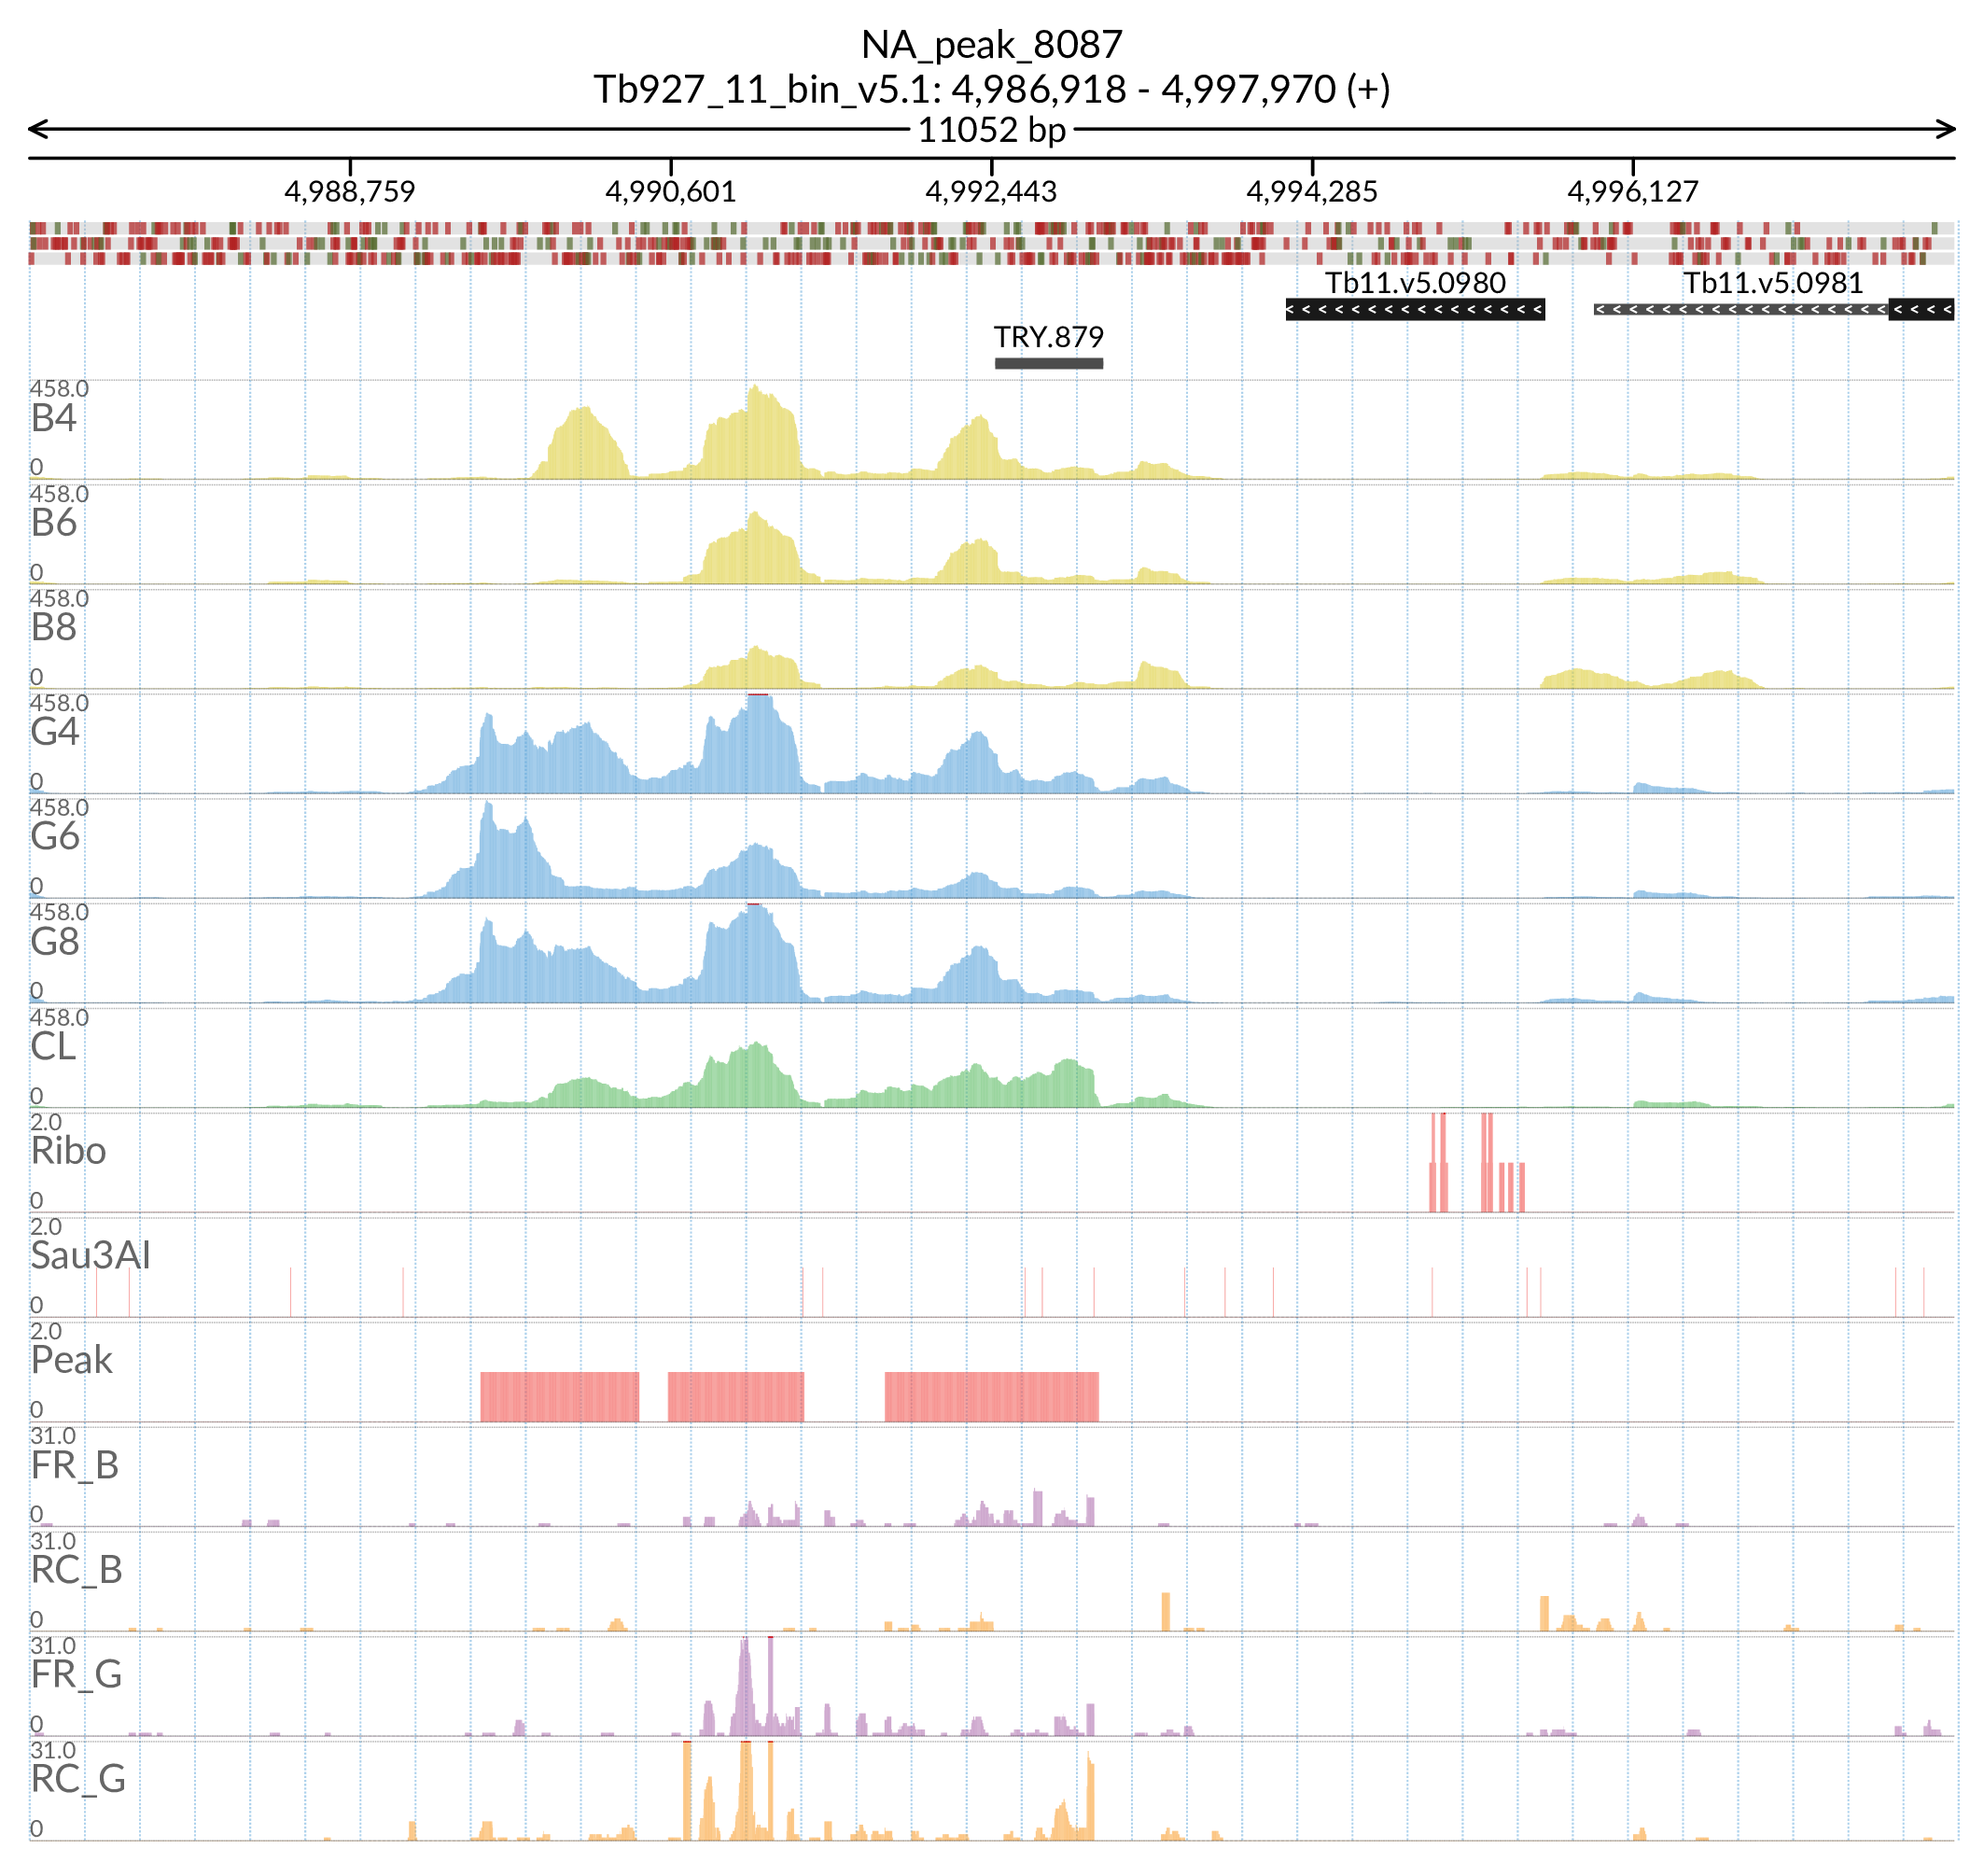 NA_peak_8087
Tb927_11_bin_v5.1: 4,986,918 - 4,997,970 (+)
11052 bp
4,988,759 4,990,601 4,992,443 4,994,285 4,996,127
Tb11.v5.0980 Tb11.v5.0981
TRY.879
458.0
B4
0
458.0
B6
0
458.0
B8
0
458.0
G4
0
458.0
G6
0
458.0
G8
0
458.0
CL
0
2.0
Ribo
0
2.0
Sau3AI
0
2.0
Peak
0
31.0
FR_B
0
31.0
RC_B
0
31.0
FR_G
0
31.0
RC_G
0